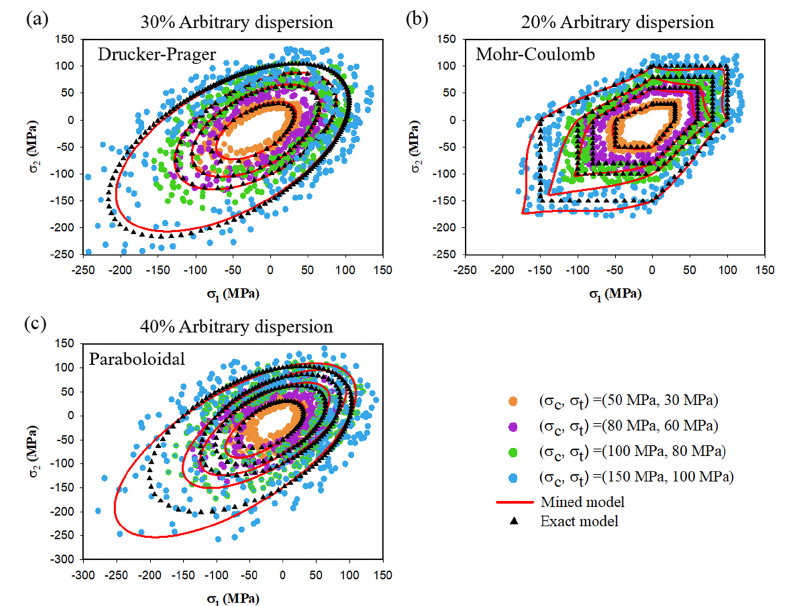 (a) 30% Arbitrary dispersion
Drucker-Prager
150
100
50
0
-50
-100
-150
-200
-250
σ2 (MPa)
-250 -200 -150 -100 -50 0 50 100 150
σ1 (MPa)
(b) 20% Arbitrary dispersion
Mohr-Coulomb
150
100
50
0
-50
-100
-150
-200
-250
σ2 (MPa)
-250 -200 -150 -100 -50 0 50 100 150
σ1 (MPa)
(c) 40% Arbitrary dispersion
Paraboloidal
150
100
50
0
-50
-100
-150
-200
-250
-300
σ2 (MPa)
-300 -250 -200 -150 -100 -50 0 50 100 150
σ1 (MPa)
(σc, σt) =(50 MPa, 30 MPa)
(σc, σt) =(80 MPa, 60 MPa)
(σc, σt) =(100 MPa, 80 MPa)
(σc, σt) =(150 MPa, 100 MPa)
Mined model
Exact model